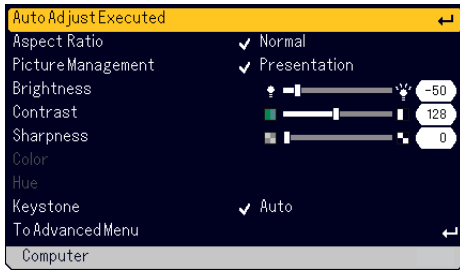 Auto Adjust Executed
Aspect Ratio Normal
Picture Management Presentation
Brightness -50
Contrast 128
Sharpness 0
Color
Hue
Keystone Auto
To Advanced Menu
Computer